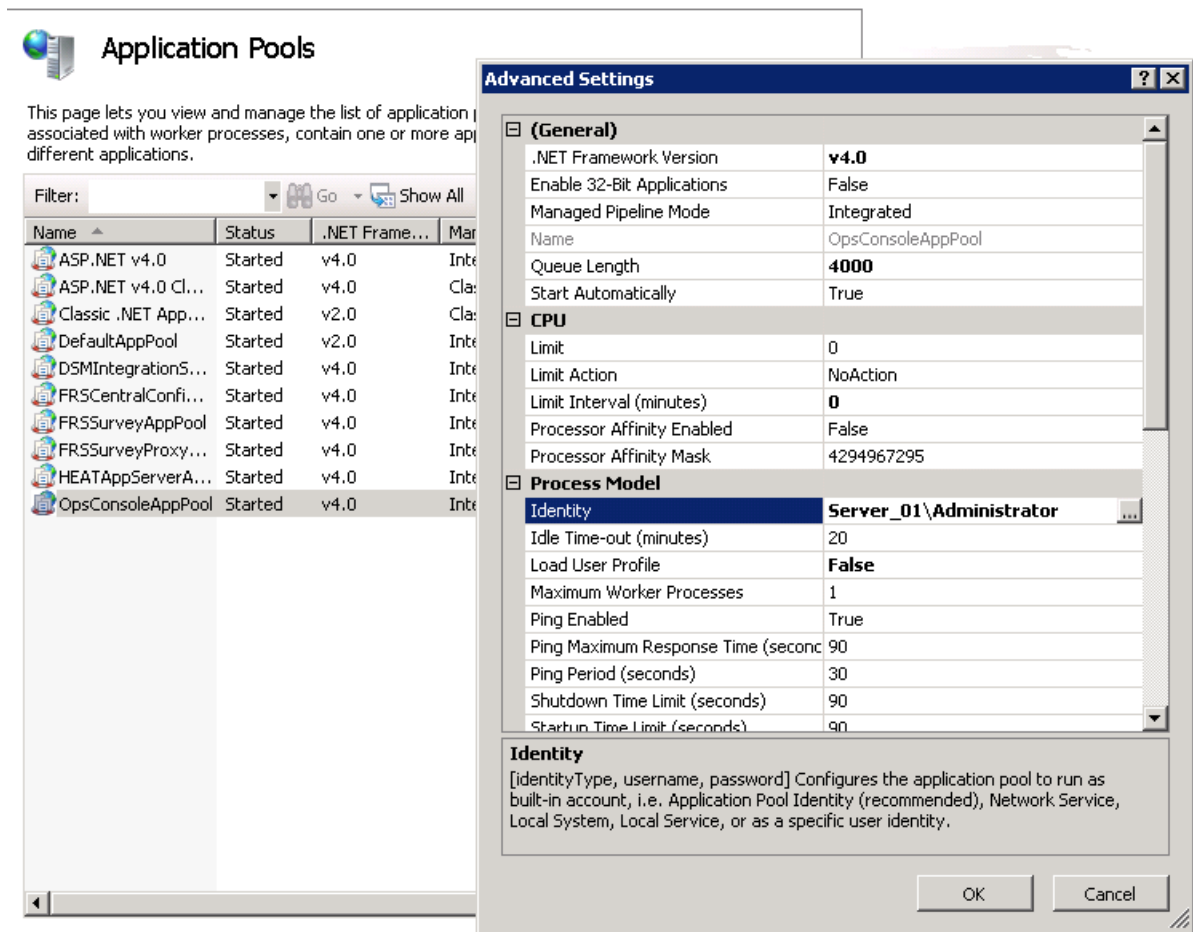 Application Pools
This page lets you view and manage the list of application
associated with worker processes, contain one or more
different applications.
Filter: Go Show All
Name Status .NET Frame...
ASP.NET v4.0 Started v4.0
ASP.NET v4.0 Cl... Started v4.0
Classic .NET App... Started v2.0
DefaultAppPool Started v2.0
DSMIntegrationS... Started v4.0
FRSCentralConfi... Started v4.0
FRSSurveyAppPool Started v4.0
FRSSurveyProxy... Started v4.0
HEATAppServerA... Started v4.0
OpsConsoleAppPool Started v4.0
Advanced Settings
(General)
.NET Framework Version v4.0
Enable 32-Bit Applications False
Managed Pipeline Mode Integrated
Name OpsConsoleAppPool
Queue Length 4000
Start Automatically True
CPU
Limit 0
Limit Action NoAction
Limit Interval (minutes) 0
Processor Affinity Enabled False
Processor Affinity Mask 4294967295
Process Model
Identity Server_01\Administrator ...
Idle Time-out (minutes) 20
Load User Profile False
Maximum Worker Processes 1
Ping Enabled True
Ping Maximum Response Time (secon 90
Ping Period (seconds) 30
Shutdown Time Limit (seconds) 90
Startup Time Limit (seconds) 90
Identity
[identityType, username, password] Configures the application pool to run as
built-in account, i.e. Application Pool Identity (recommended), Network Service,
Local System, Local Service, or as a specific user identity.
OK Cancel